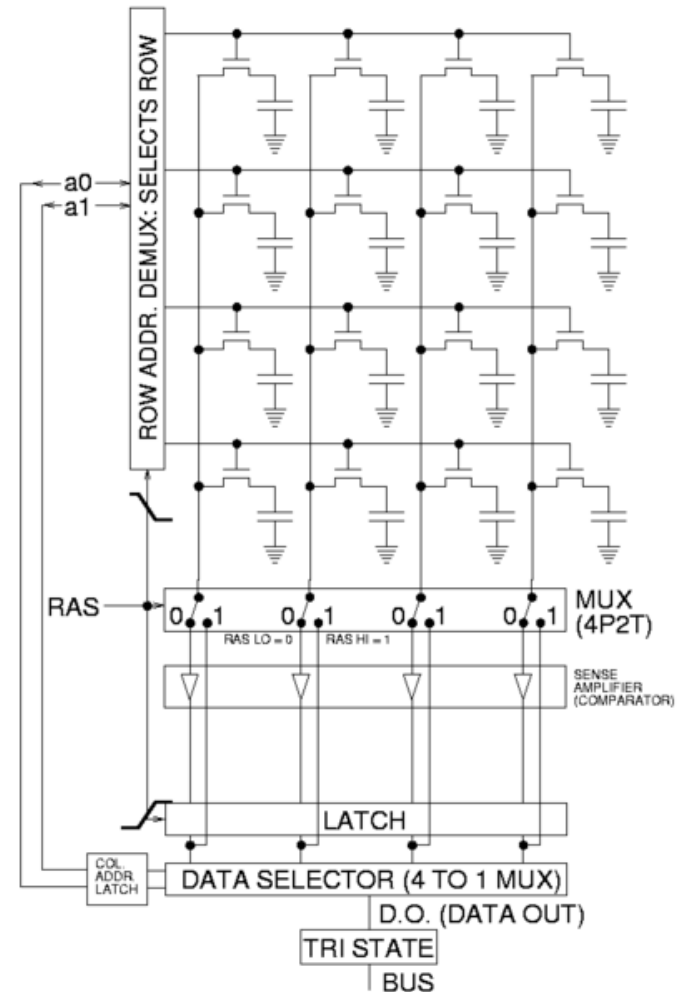 ROW ADDR. DEMUX: SELECTS ROW
a0
a1
RAS
0 1 0 1 0 1 0 1
RAS LO = 0 RAS HI = 1
MUX
(4P2T)
SENSE
AMPLIFIER
(COMPARATOR)
LATCH
COL.
ADDR.
LATCH
DATA SELECTOR (4 TO 1 MUX)
D.O. (DATA OUT)
TRI STATE
BUS